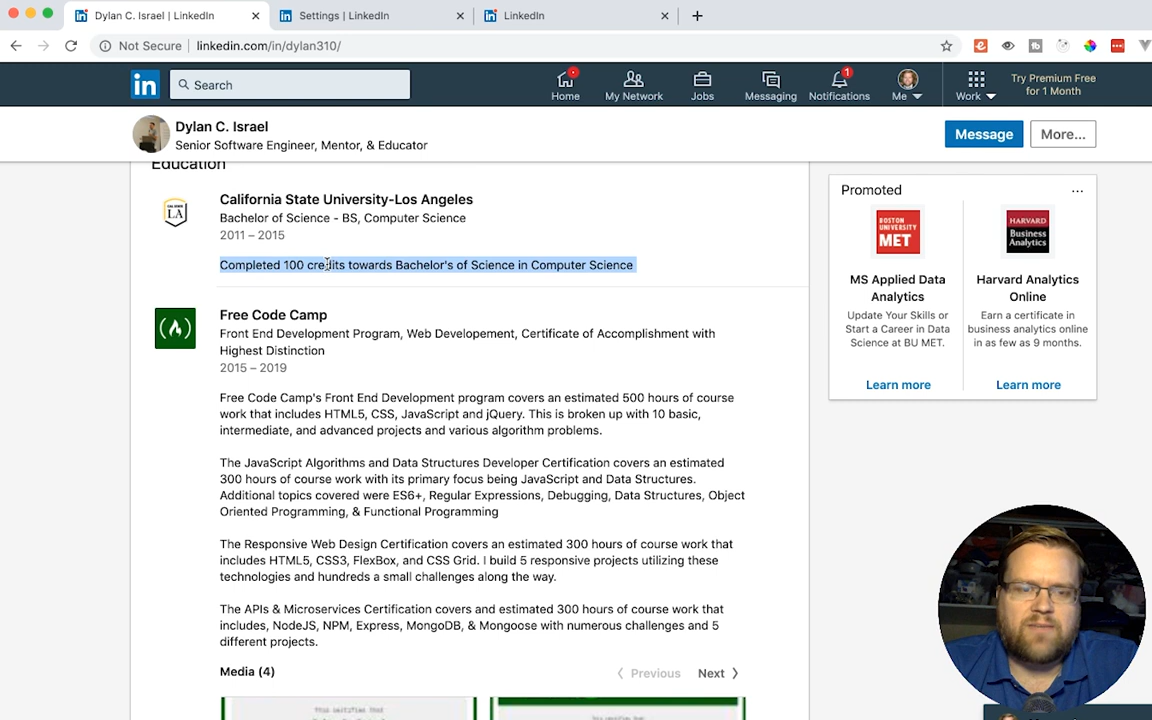 Dylan C. Israel | LinkedIn
Settings | LinkedIn
LinkedIn
Not Secure
linkedin.com/in/dylan310/
in
Search
Home
My Network
Jobs
Messaging
1
Notifications
Me
Work
Try Premium Free
for 1 Month
Dylan C. Israel
Senior Software Engineer, Mentor, & Educator
Message
More...
Education
LA
California State University-Los Angeles
Bachelor of Science - BS, Computer Science
2011 – 2015
Completed 100 credits towards Bachelor's of Science in Computer Science
Free Code Camp
Front End Development Program, Web Developement, Certificate of Accomplishment with
Highest Distinction
2015 – 2019
Free Code Camp's Front End Development program covers an estimated 500 hours of course
work that includes HTML5, CSS, JavaScript and jQuery. This is broken up with 10 basic,
intermediate, and advanced projects and various algorithm problems.
The JavaScript Algorithms and Data Structures Developer Certification covers an estimated
300 hours of course work with its primary focus being JavaScript and Data Structures.
Additional topics covered were ES6+, Regular Expressions, Debugging, Data Structures, Object
Oriented Programming, & Functional Programming
The Responsive Web Design Certification covers an estimated 300 hours of course work that
includes HTML5, CSS3, FlexBox, and CSS Grid. I build 5 responsive projects utilizing these
technologies and hundreds a small challenges along the way.
The APIs & Microservices Certification covers and estimated 300 hours of course work that
includes, NodeJS, NPM, Express, MongoDB, & Mongoose with numerous challenges and 5
different projects.
Media (4)
Previous
Next
Promoted
BOSTON
UNIVERSITY
MET
MS Applied Data
Analytics
Update Your Skills or
Start a Career in Data
Science at BU MET.
Learn more
HARVARD
Business
Analytics
Harvard Analytics
Online
Earn a certificate in
business analytics online
in as few as 9 months.
Learn more